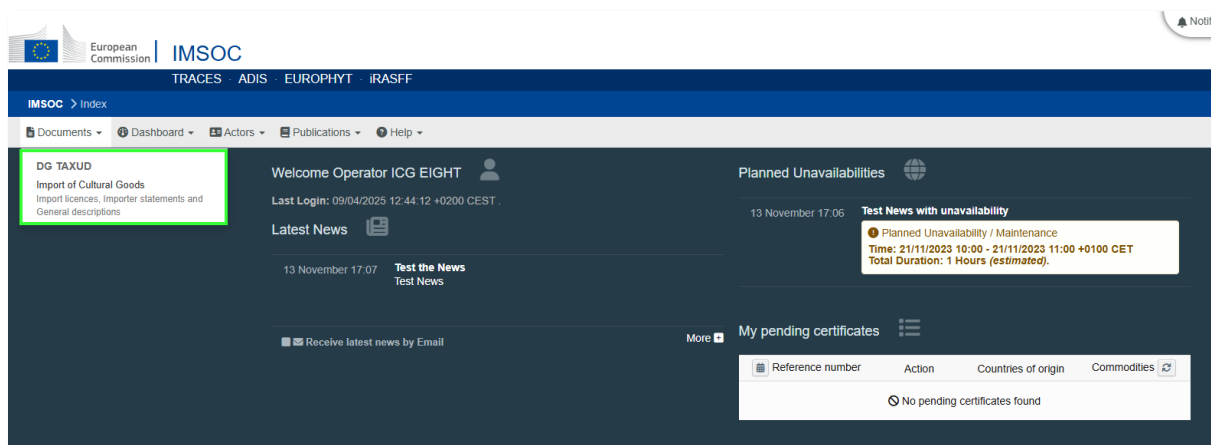 Notif
European
Commission
IMSOC
TRACES · ADIS · EUROPHYT · iRASFF
IMSOC > Index
Documents Dashboard Actors Publications Help
DG TAXUD
Import of Cultural Goods
Import licences, Importer statements and
General descriptions
Welcome Operator ICG EIGHT
Last Login: 09/04/2025 12:44:12 +0200 CEST .
Latest News
13 November 17:07 Test the News
Test News
Receive latest news by Email
More
Planned Unavailabilities
13 November 17:06 Test News with unavailability
Planned Unavailability / Maintenance
Time: 21/11/2023 10:00 - 21/11/2023 11:00 +0100 CET
Total Duration: 1 Hours (estimated).
My pending certificates
Reference number Action Countries of origin Commodities
No pending certificates found